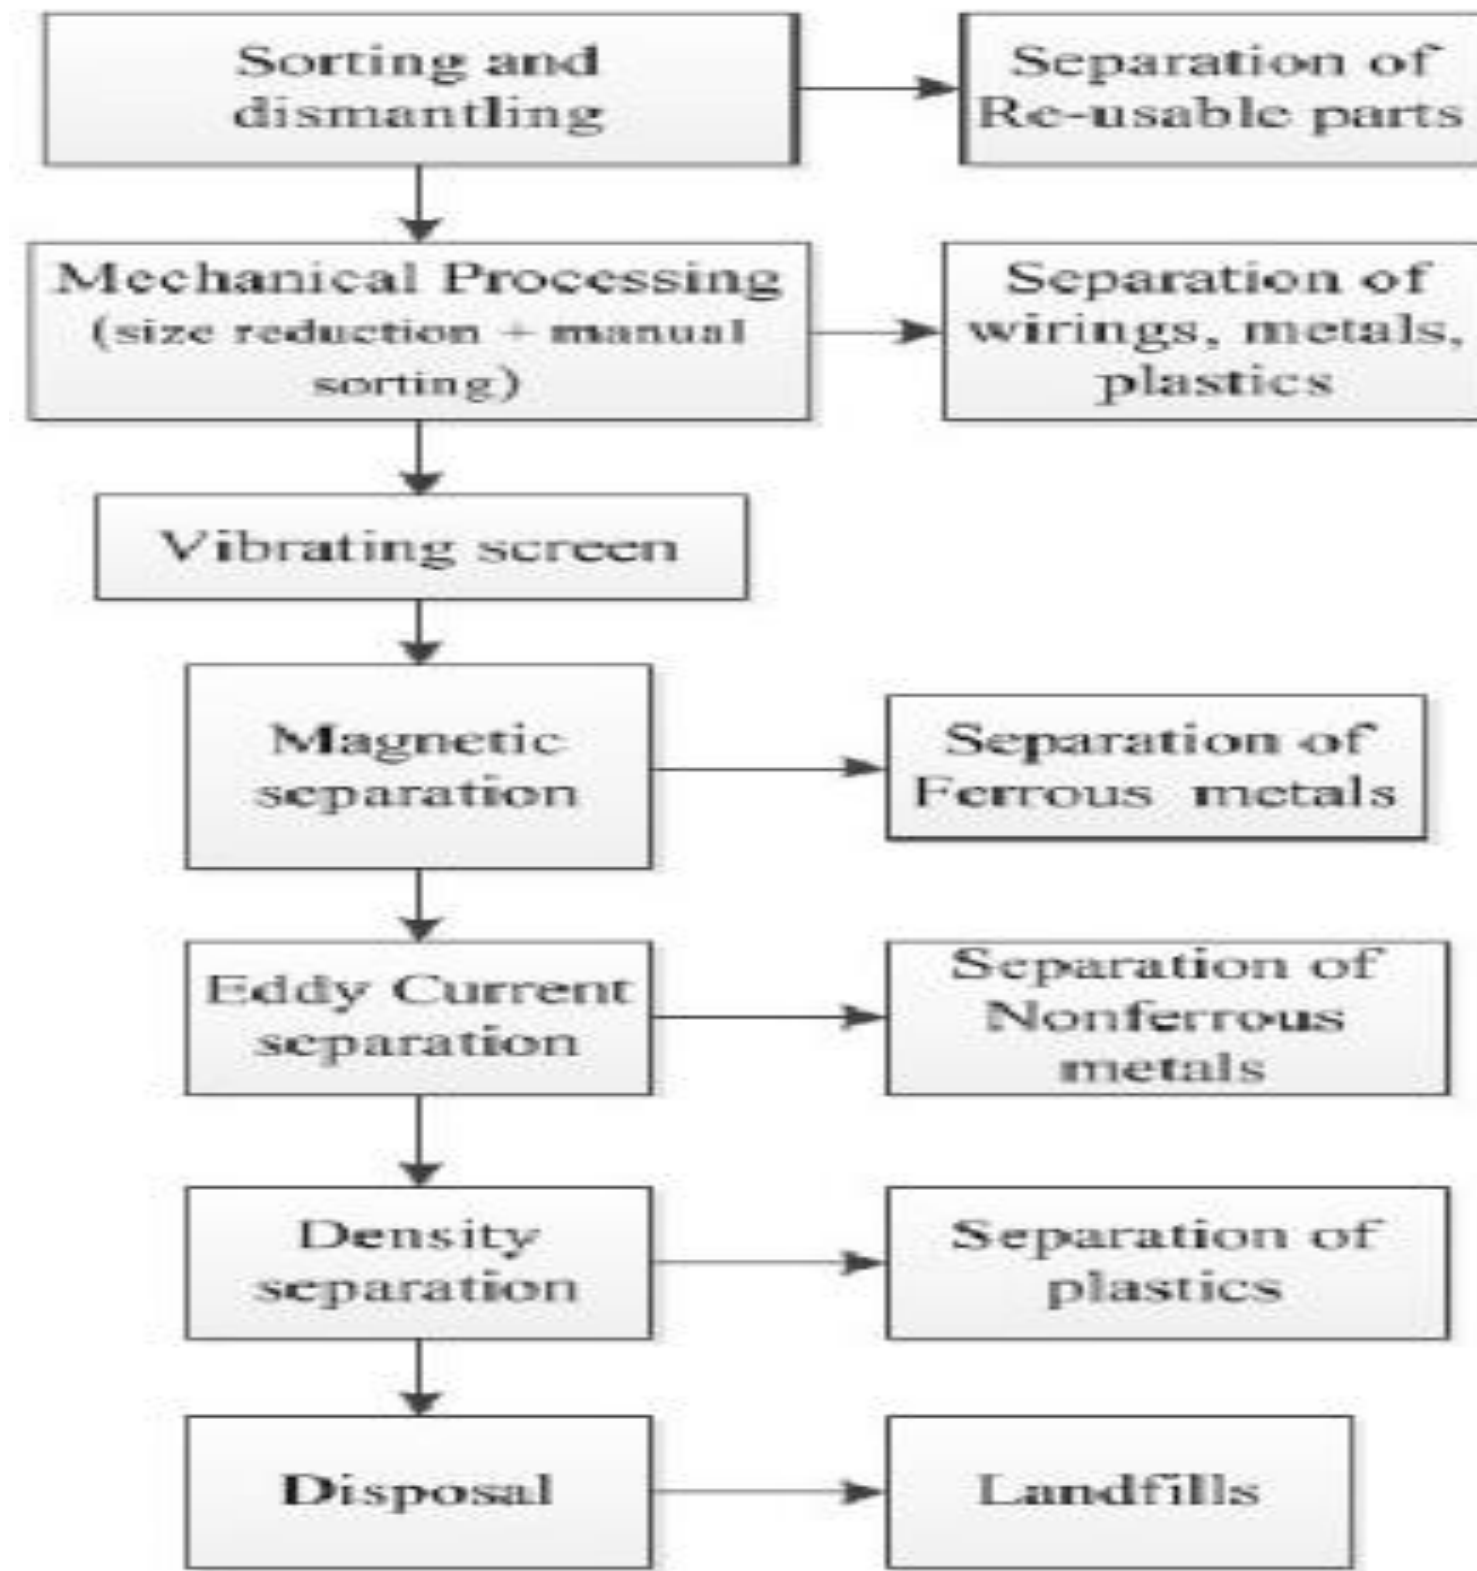 Sorting and
dismantling
Separation of
Re-usable parts
Mechanical Processing
(size reduction + manual
sorting)
Separation of
wirings, metals,
plastics
Vibrating screen
Magnetic
separation
Separation of
Ferrous metals
Eddy Current
separation
Separation of
Nonferrous
metals
Density
separation
Separation of
plastics
Disposal
Landfills